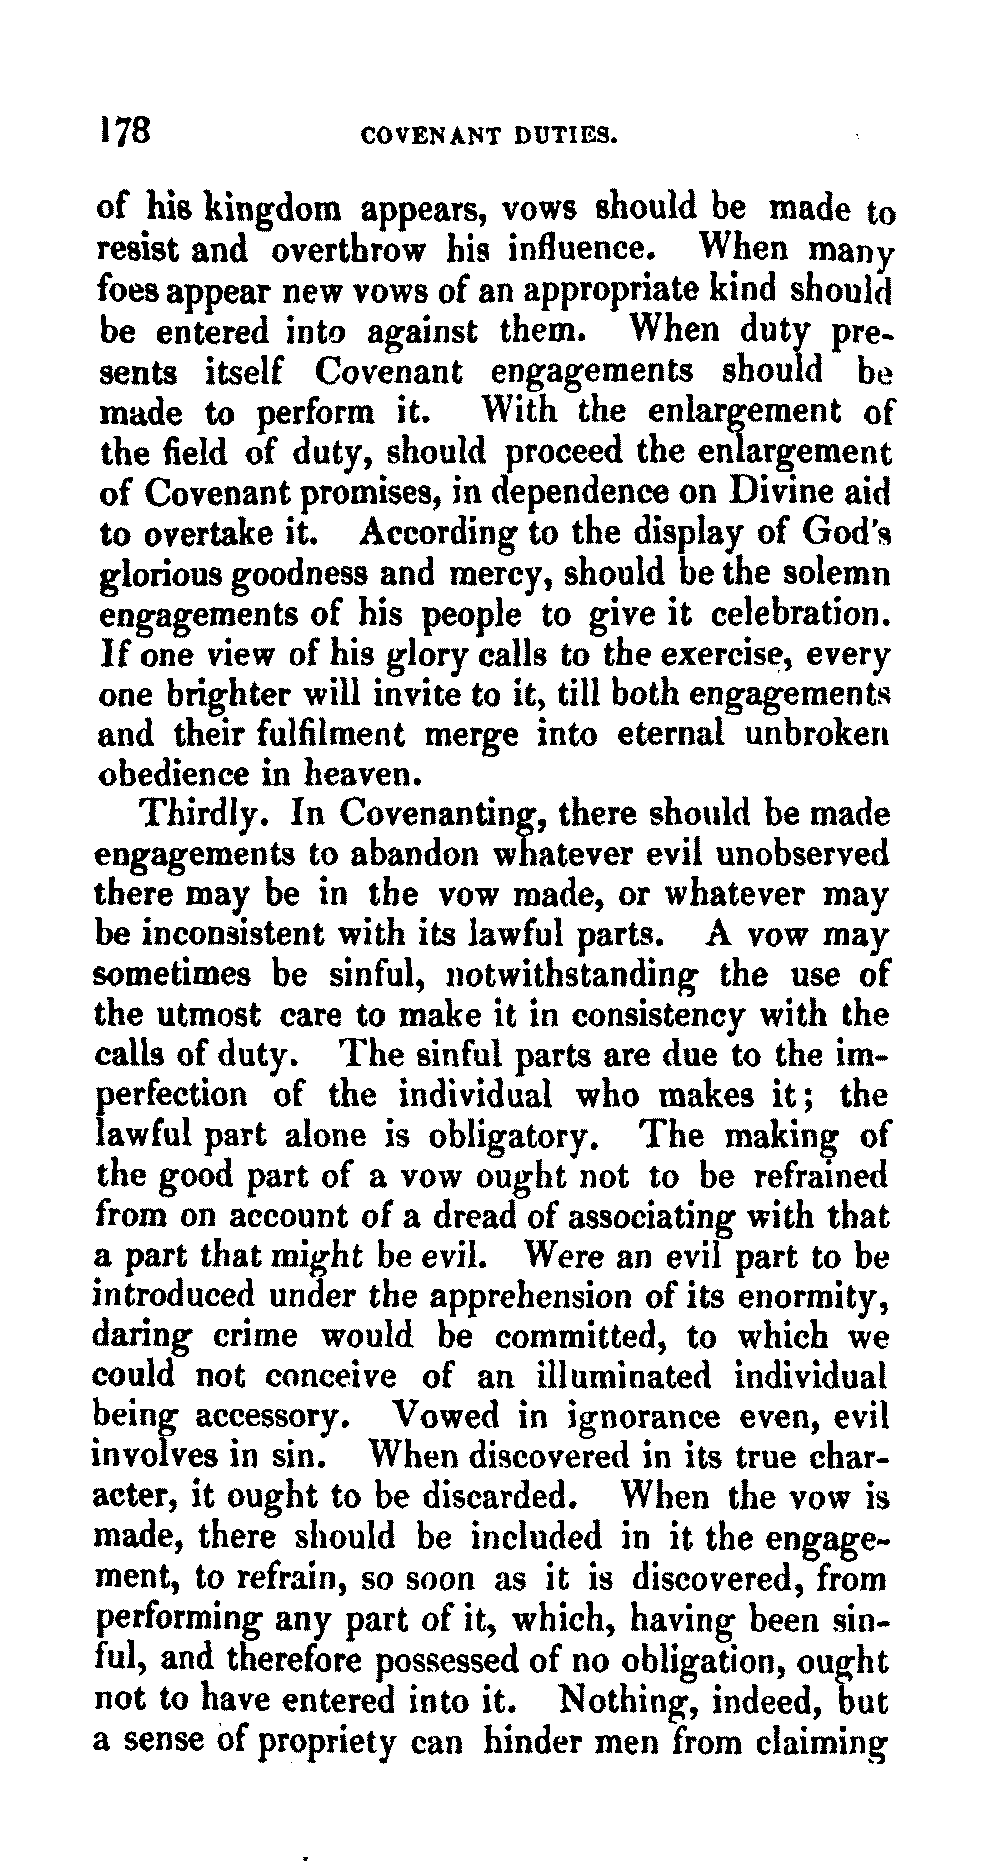 178 COVENANT DUTIES.
of his kingdom appears, vows should be made to
resist and overthrow his influence. When many
foes appear new vows of an appropriate kind should
be entered into against them. When duty pre-
sents itself Covenant engagements should be
made to perform it. With the enlargement of
the field of duty, should proceed the enlargement
of Covenant promises, in dependence on Divine aid
to overtake it. According to the display of God's
glorious goodness and mercy, should be the solemn
engagements of his people to give it celebration.
If one view of his glory calls to the exercise, every
one brighter will invite to it, till both engagements
and their fulfilment merge into eternal unbroken
obedience in heaven.
Thirdly. In Covenanting, there should be made
engagements to abandon whatever evil unobserved
there may be in the vow made, or whatever may
be inconsistent with its lawful parts. A vow may
sometimes be sinful, notwithstanding the use of
the utmost care to make it in consistency with the
calls of duty. The sinful parts are due to the im-
perfection of the individual who makes it; the
lawful part alone is obligatory. The making of
the good part of a vow ought not to be refrained
from on account of a dread of associating with that
a part that might be evil. Were an evil part to be
introduced under the apprehension of its enormity,
daring crime would be committed, to which we
could not conceive of an illuminated individual
being accessory. Vowed in ignorance even, evil
involves in sin. When discovered in its true char-
acter, it ought to be discarded. When the vow is
made, there should be included in it the engage-
ment, to refrain, so soon as it is discovered, from
performing any part of it, which, having been sin-
ful, and therefore possessed of no obligation, ought
not to have entered into it. Nothing, indeed, but
a sense of propriety can hinder men from claiming